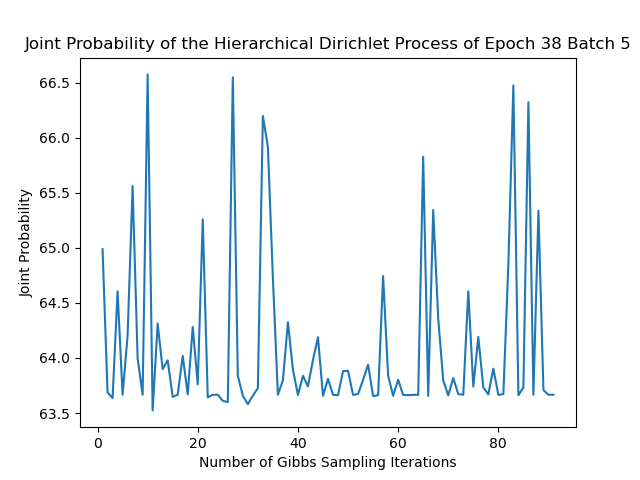 Joint Probability of the Hierarchical Dirichlet Process of Epoch 38 Batch 5
66.5
66.0
65.5
65.0
64.5
64.0
63.5
Joint Probability
0 20 40 60 80
Number of Gibbs Sampling Iterations